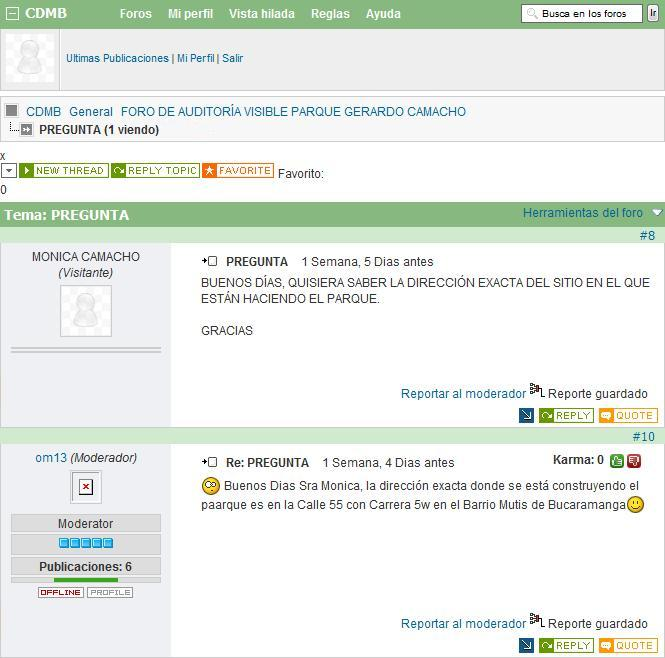 CDMB Foros Mi perfil Vista hilada Reglas Ayuda Busca en los foros Ir
Ultimas Publicaciones | Mi Perfil | Salir
CDMB General FORO DE AUDITORÍA VISIBLE PARQUE GERARDO CAMACHO
PREGUNTA (1 viendo)
x
NEW THREAD REPLY TOPIC FAVORITE Favorito:
0
Tema: PREGUNTA Herramientas del foro
#8
MONICA CAMACHO
(Visitante)
PREGUNTA 1 Semana, 5 Dias antes
BUENOS DÍAS, QUISIERA SABER LA DIRECCIÓN EXACTA DEL SITIO EN EL QUE
ESTÁN HACIENDO EL PARQUE.
GRACIAS
Reportar al moderador Reporte guardado
REPLY QUOTE
#10
om13 (Moderador)
Moderator
Publicaciones: 6
OFFLINE PROFILE
Re: PREGUNTA 1 Semana, 4 Dias antes Karma: 0
Buenos Dias Sra Monica, la dirección exacta donde se está construyendo el
paarque es en la Calle 55 con Carrera 5w en el Barrio Mutis de Bucaramanga
Reportar al moderador Reporte guardado
REPLY QUOTE